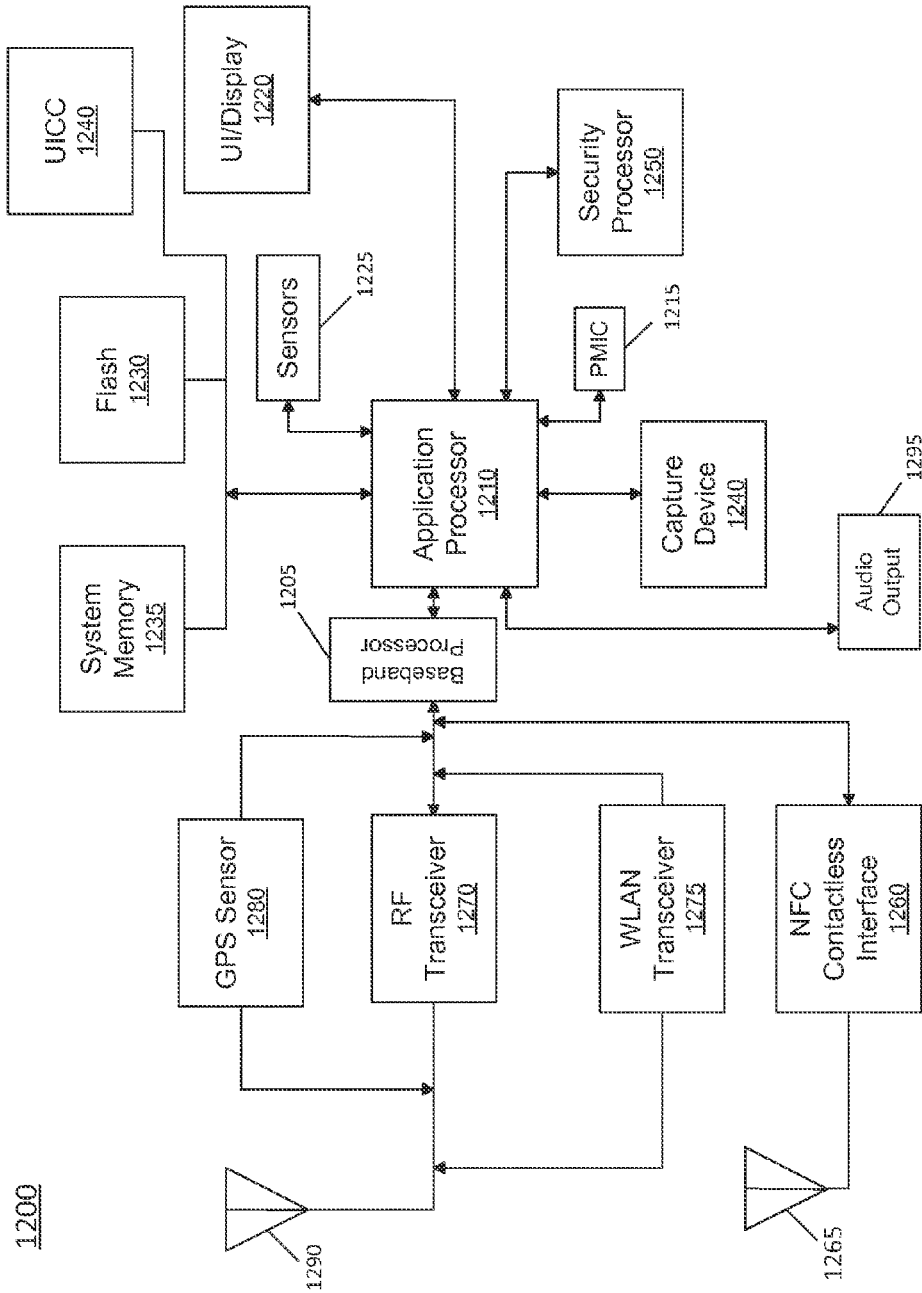 1200
UICC
1240
System
Memory
1235
Flash
1230
GPS Sensor
1280
UI/Display
1220
Sensors
1225
1290
1205
RF
Transceiver
1270
Baseband
Processor
Application
Processor
1210
WLAN
Transceiver
1275
Security
Processor
1250
PMIC
1215
Capture
Device
1240
1265
NFC
Contactless
Interface
1260
Audio
Output
1295